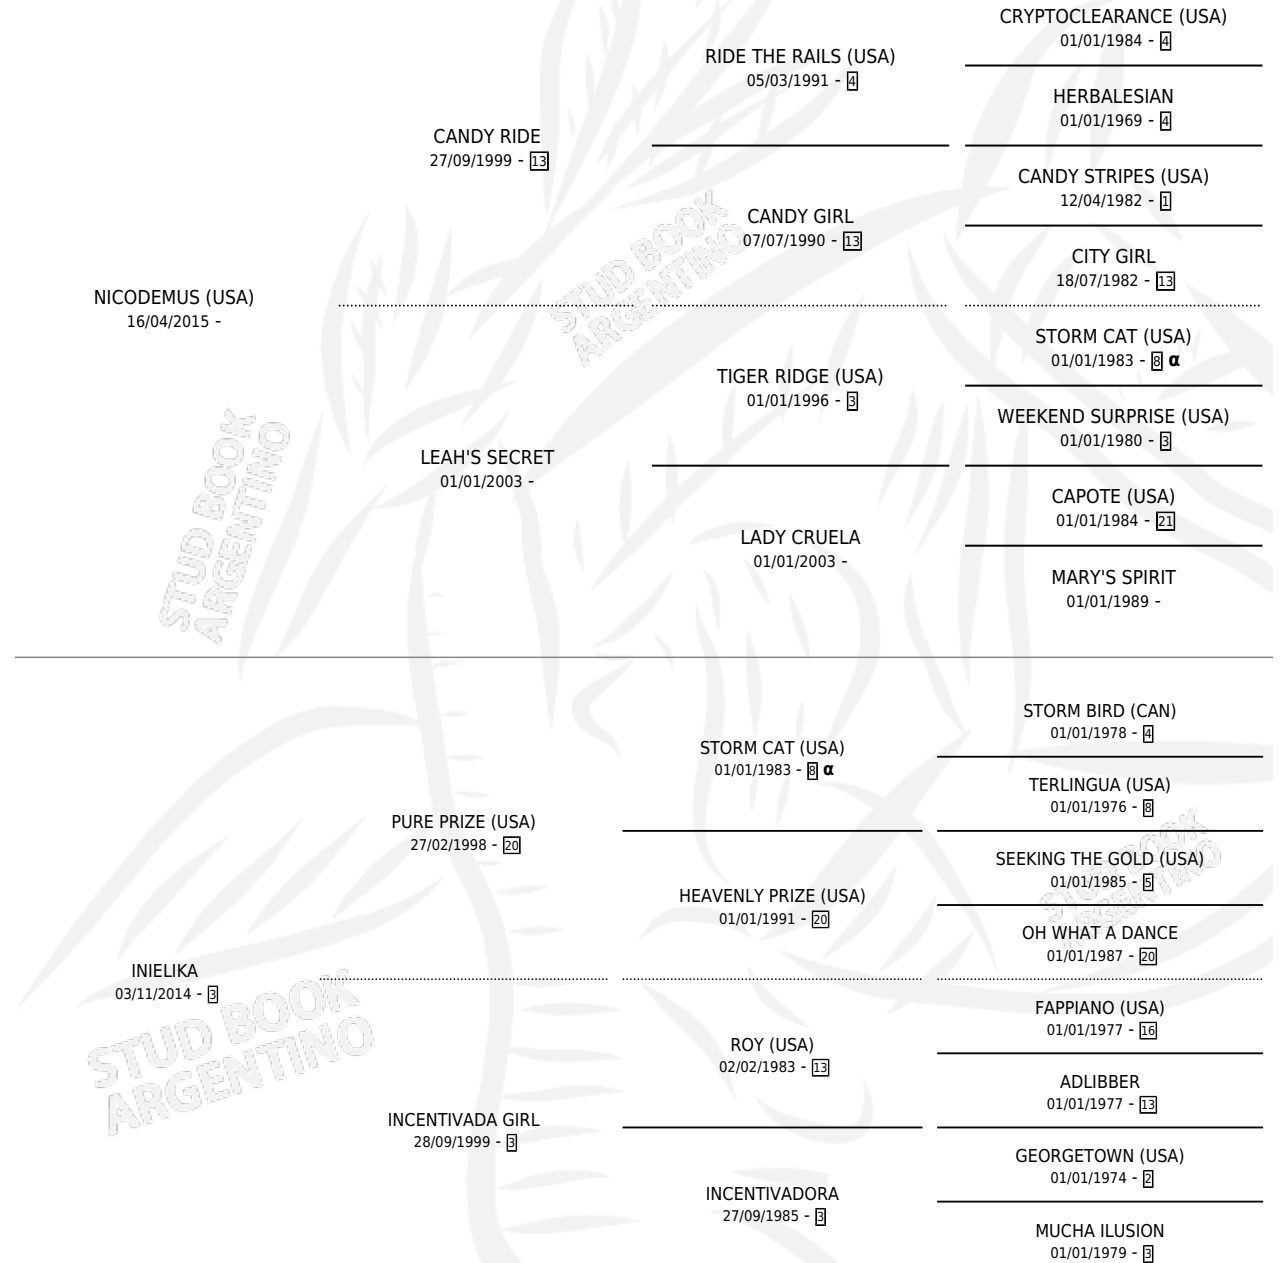 CRYPTOCLEARANCE (USA)
01/01/1984 - 4
RIDE THE RAILS (USA)
05/03/1991 - 4
HERBALESIAN
01/01/1969 - 4
CANDY RIDE
27/09/1999 - 13
CANDY STRIPES (USA)
12/04/1982 - 1
CANDY GIRL
07/07/1990 - 13
CITY GIRL
18/07/1982 - 13
NICODEMUS (USA)
16/04/2015 -
STORM CAT (USA)
01/01/1983 - 8 α
TIGER RIDGE (USA)
01/01/1996 - 3
WEEKEND SURPRISE (USA)
01/01/1980 - 3
LEAH'S SECRET
01/01/2003 -
CAPOTE (USA)
01/01/1984 - 21
LADY CRUELA
01/01/2003 -
MARY'S SPIRIT
01/01/1989 -
STUD BOOK
ARGENTINO
STUD BOOK
ARGENTINO
STORM BIRD (CAN)
01/01/1978 - 4
STORM CAT (USA)
01/01/1983 - 8 α
TERLINGUA (USA)
01/01/1976 - 8
PURE PRIZE (USA)
27/02/1998 - 20
SEEKING THE GOLD (USA)
01/01/1985 - 5
HEAVENLY PRIZE (USA)
01/01/1991 - 20
OH WHAT A DANCE
01/01/1987 - 20
INIELIKA
03/11/2014 - 3
FAPPIANO (USA)
01/01/1977 - 16
ROY (USA)
02/02/1983 - 13
ADLIBBER
01/01/1977 - 13
INCENTIVADA GIRL
28/09/1999 - 3
GEORGETOWN (USA)
01/01/1974 - 2
INCENTIVADORA
27/09/1985 - 3
MUCHA ILUSION
01/01/1979 - 3
STUD BOOK
ARGENTINO
STUD BOOK
ARGENTINO